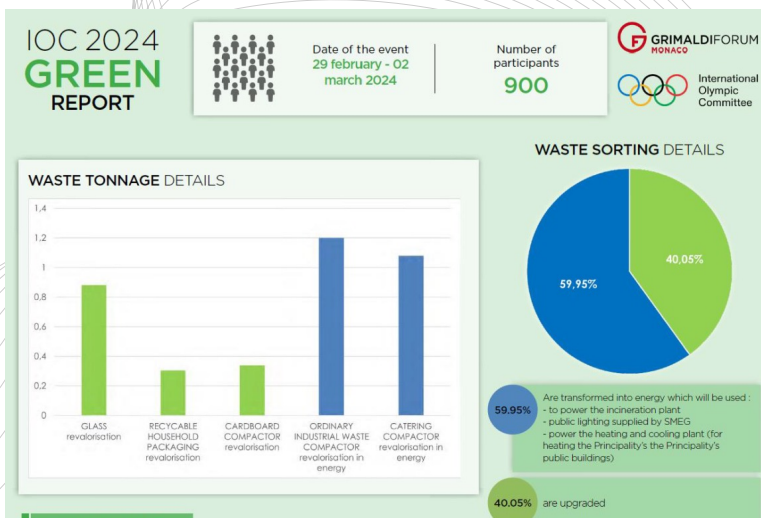 IOC 2024
GREEN
REPORT
Date of the event
29 february - 02
march 2024
Number of
participants
900
GRIMALDIFORUM
MONACO
International
Olympic
Committee
WASTE TONNAGE DETAILS
1,4
1,2
1
0,8
0,6
0,4
0,2
0
GLASS
revalorisation
RECYCABLE
HOUSEHOLD
PACKAGING
revalorisation
CARDBOARD
COMPACTOR
revalorisation
ORDINARY
INDUSTRIAL WASTE
COMPACTOR
revalorisation in
energy
CATERING
COMPACTOR
revalorisation in
energy
WASTE SORTING DETAILS
59,95%
40,05%
59.95%
Are transformed into energy which will be used :
- to power the incineration plant
- public lighting supplied by SMEG
- power the heating and cooling plant (for
heating the Principality's the Principality's
public buildings)
40.05%
are upgraded